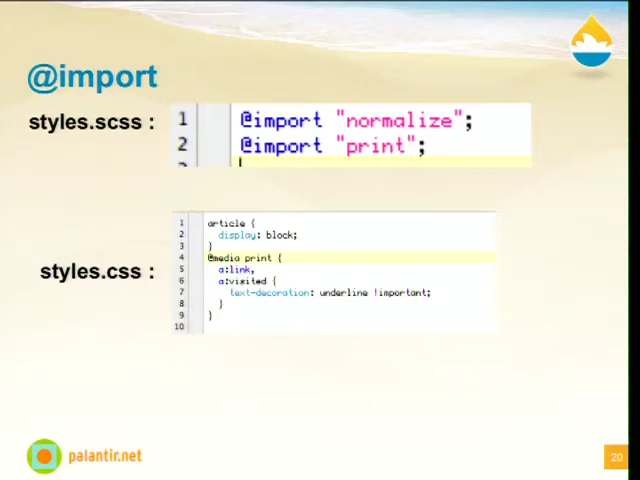 @import
styles.scss :
1 @import "normalize";
2 @import "print";
styles.css :
1 article {
2 display: block;
3 }
4 @media print {
5 a:link,
6 a:visited {
7 text-decoration: underline !important;
8 }
9 }
10
palantir.net
20